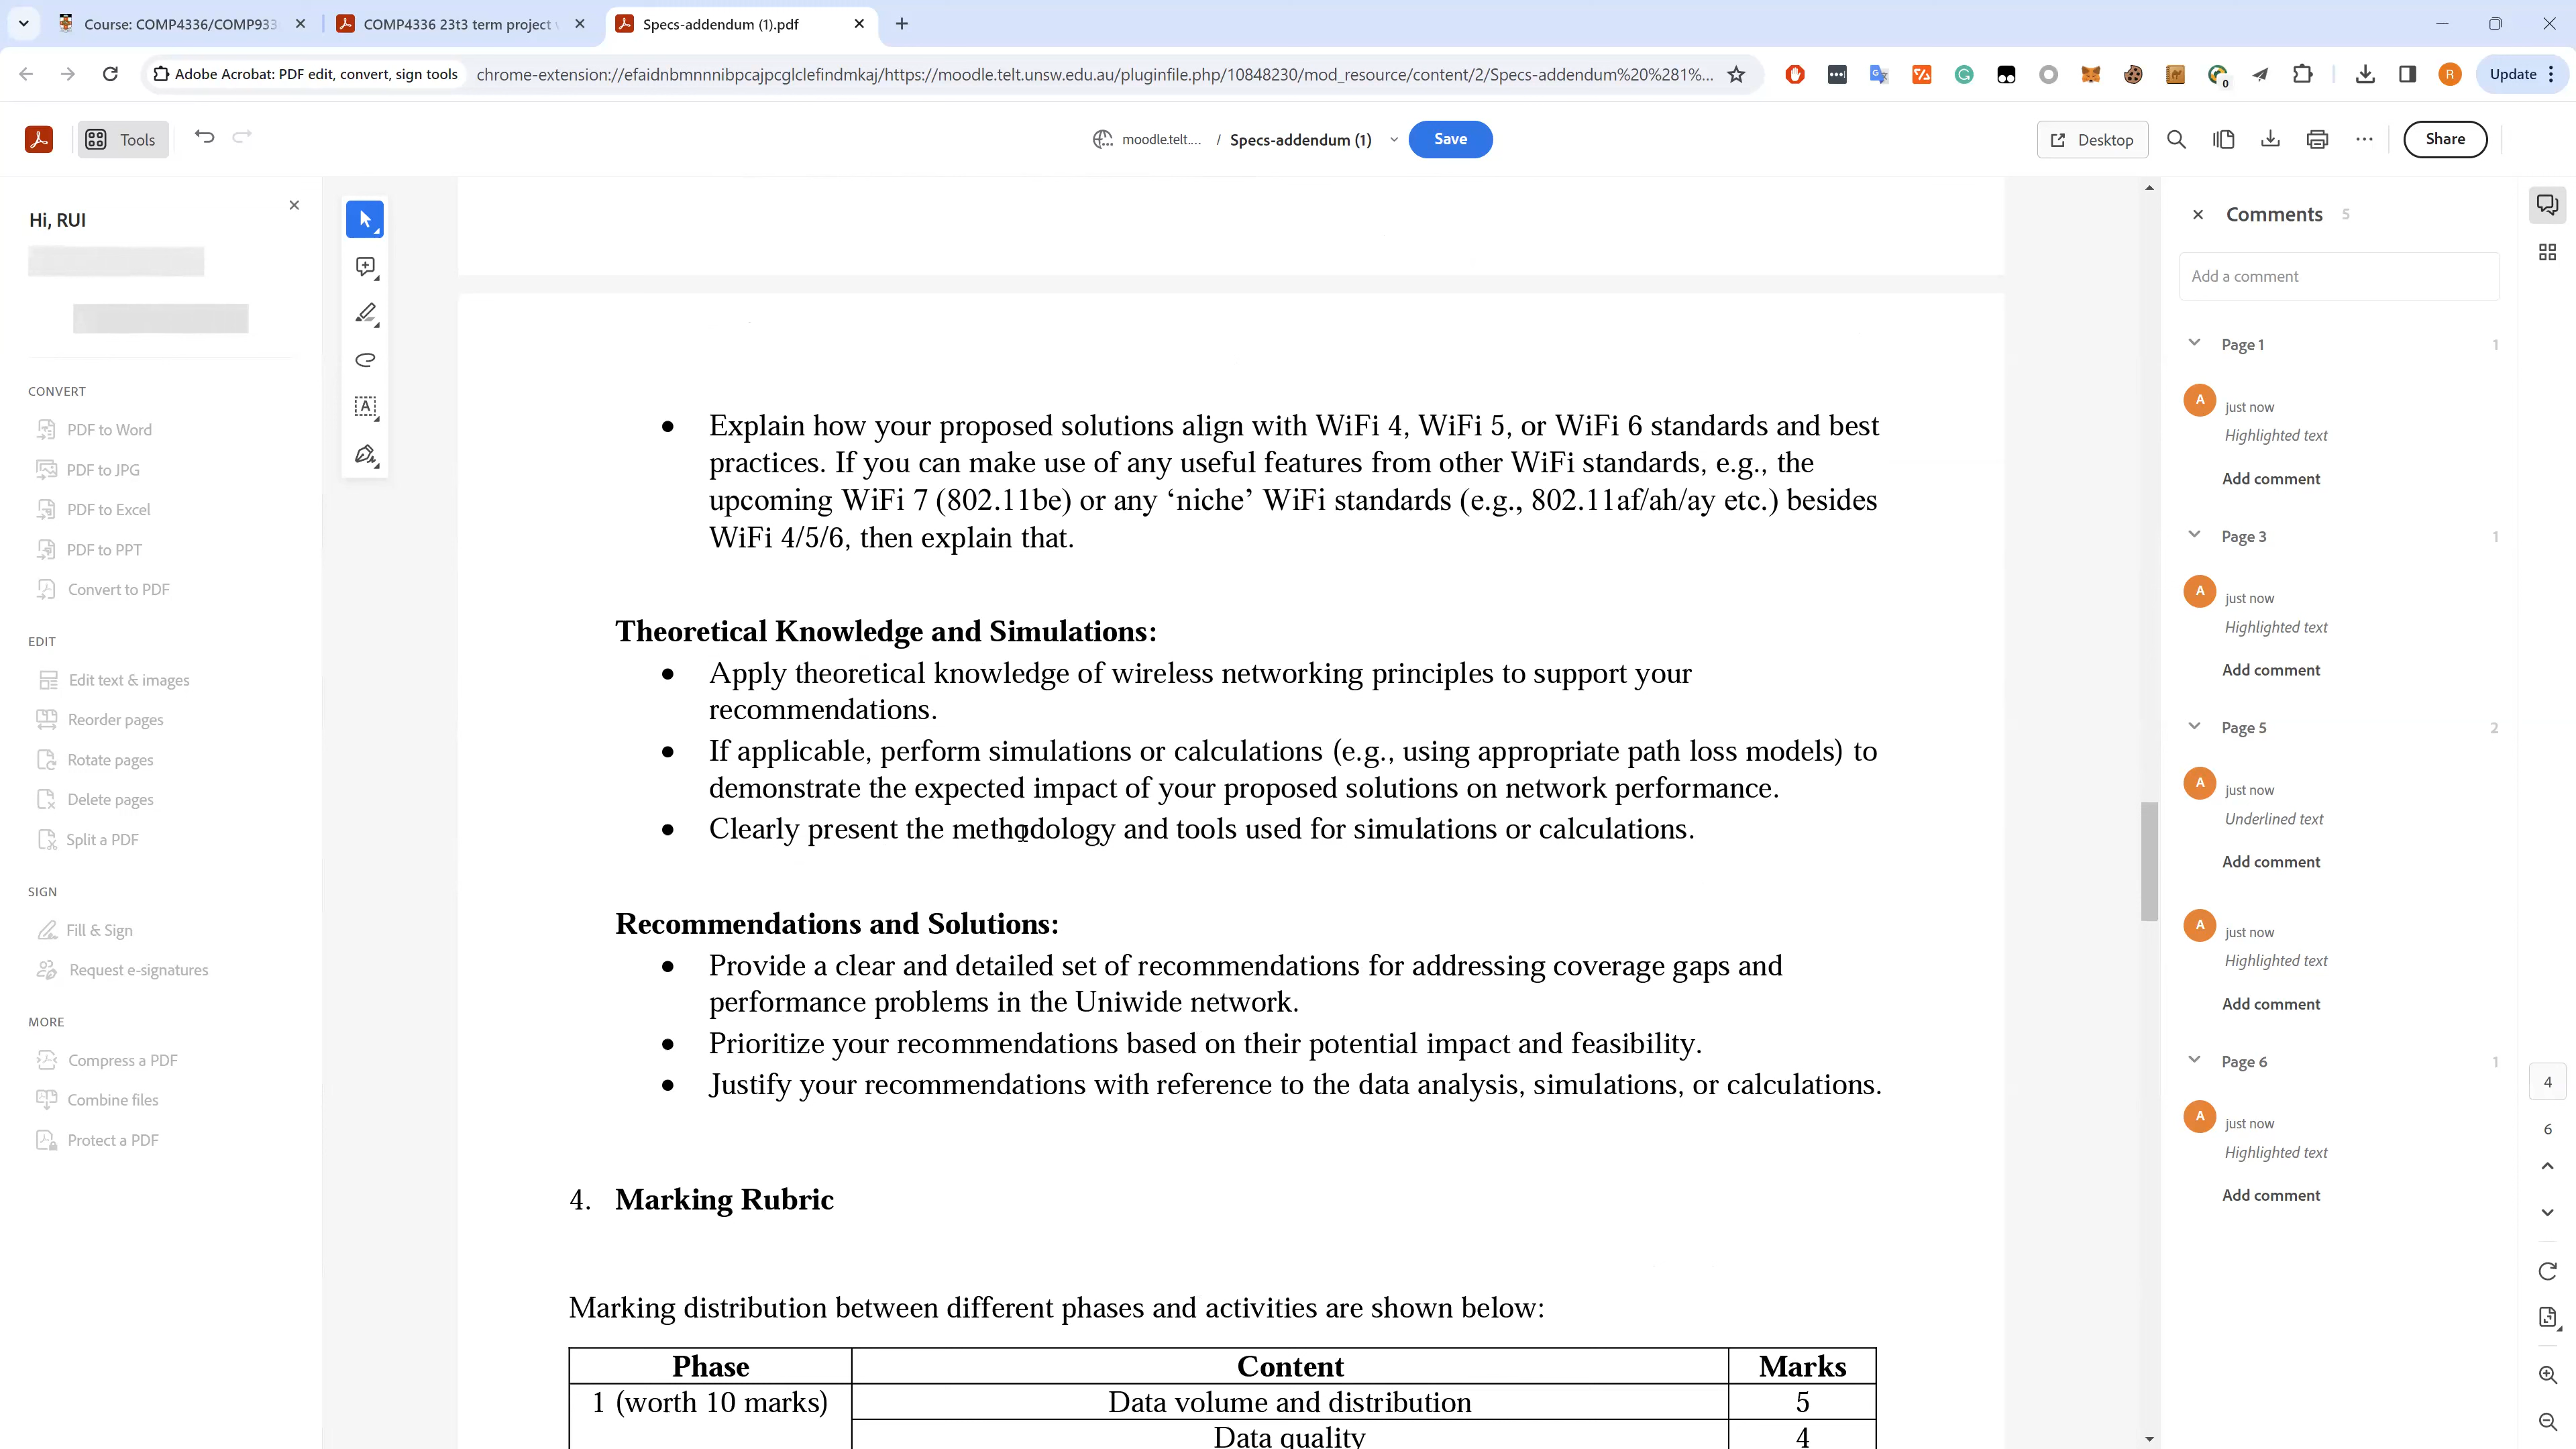 Course: COMP4336/COMP933
COMP4336 23t3 term project
Specs-addendum (1).pdf
Adobe Acrobat: PDF edit, convert, sign tools
chrome-extension://efaidnbmnnnibpcajpcglclefindmkaj/https://moodle.telt.unsw.edu.au/pluginfile.php/10848230/mod_resource/content/2/Specs-addendum%20%281%...
0
R
Update
Tools
moodle.telt....
/
Specs-addendum (1)
Save
Desktop
Share
Hi, RUI
CONVERT
PDF to Word
PDF to JPG
PDF to Excel
PDF to PPT
Convert to PDF
EDIT
Edit text & images
Reorder pages
Rotate pages
Delete pages
Split a PDF
SIGN
Fill & Sign
Request e-signatures
MORE
Compress a PDF
Combine files
Protect a PDF
• Explain how your proposed solutions align with WiFi 4, WiFi 5, or WiFi 6 standards and best
practices. If you can make use of any useful features from other WiFi standards, e.g., the
upcoming WiFi 7 (802.11be) or any ‘niche’ WiFi standards (e.g., 802.11af/ah/ay etc.) besides
WiFi 4/5/6, then explain that.
Theoretical Knowledge and Simulations:
• Apply theoretical knowledge of wireless networking principles to support your
recommendations.
• If applicable, perform simulations or calculations (e.g., using appropriate path loss models) to
demonstrate the expected impact of your proposed solutions on network performance.
• Clearly present the methodology and tools used for simulations or calculations.
Recommendations and Solutions:
• Provide a clear and detailed set of recommendations for addressing coverage gaps and
performance problems in the Uniwide network.
• Prioritize your recommendations based on their potential impact and feasibility.
• Justify your recommendations with reference to the data analysis, simulations, or calculations.
4. Marking Rubric
Marking distribution between different phases and activities are shown below:
Phase Content Marks
1 (worth 10 marks) Data volume and distribution 5
Data quality 4
Comments 5
Add a comment
Page 1 1
A
just now
Highlighted text
Add comment
Page 3 1
A
just now
Highlighted text
Add comment
Page 5 2
A
just now
Underlined text
Add comment
A
just now
Highlighted text
Add comment
Page 6 1
A
just now
Highlighted text
Add comment
4
6